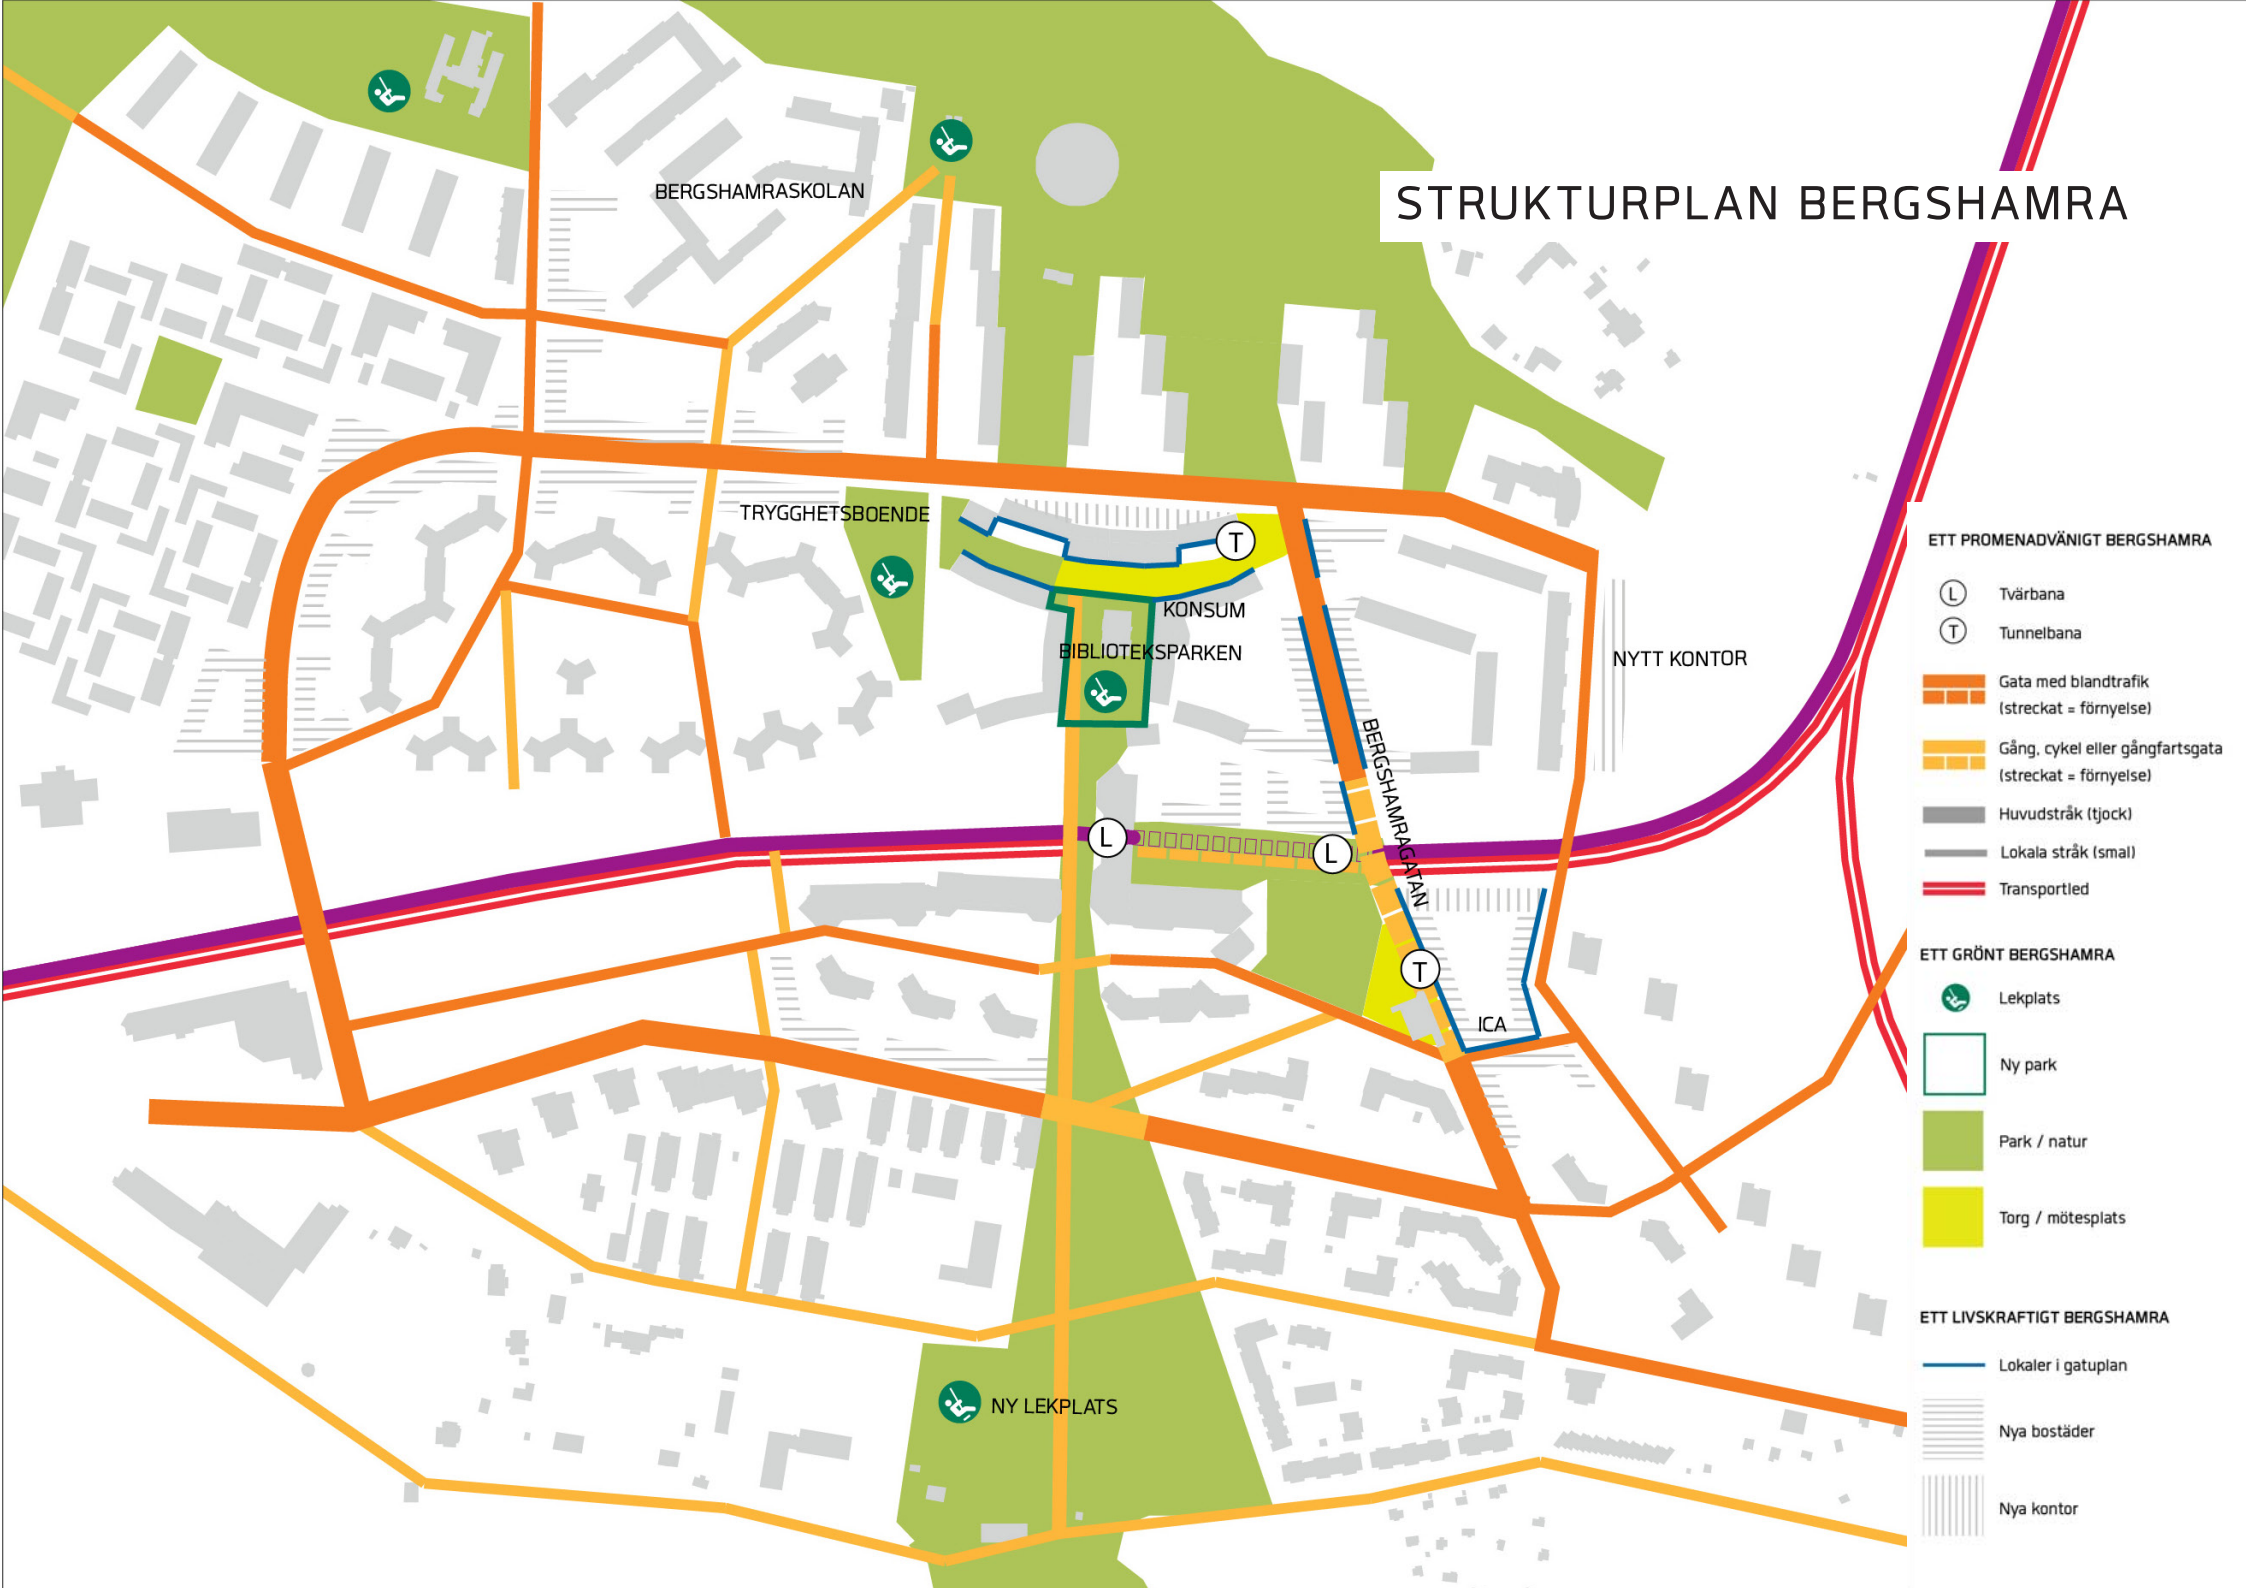 STRUKTURPLAN BERGSHAMRA
BERGSHAMRASKOLAN
TRYGGHETSBOENDE
T
KONSUM
BIBLIOTEKSPARKEN
NYTT KONTOR
BERGSHAMRAGATAN
L
L
T
ICA
NY LEKPLATS
ETT PROMENADVÄNIGT BERGSHAMRA
L Tvärbana
T Tunnelbana
Gata med blandtrafik
(streckat = förnyelse)
Gång, cykel eller gångfartsgata
(streckat = förnyelse)
Huvudstråk (tjock)
Lokala stråk (smal)
Transportled
ETT GRÖNT BERGSHAMRA
Lekplats
Ny park
Park / natur
Torg / mötesplats
ETT LIVSKRAFTIGT BERGSHAMRA
Lokaler i gatuplan
Nya bostäder
Nya kontor